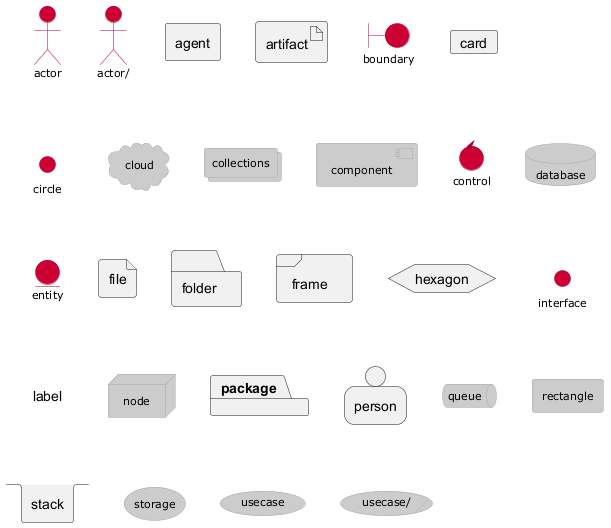 actor
actor/
agent
artifact
boundary
card
circle
cloud
collections
component
control
database
entity
file
folder
frame
hexagon
interface
label
node
package
person
queue
rectangle
stack
storage
usecase
usecase/